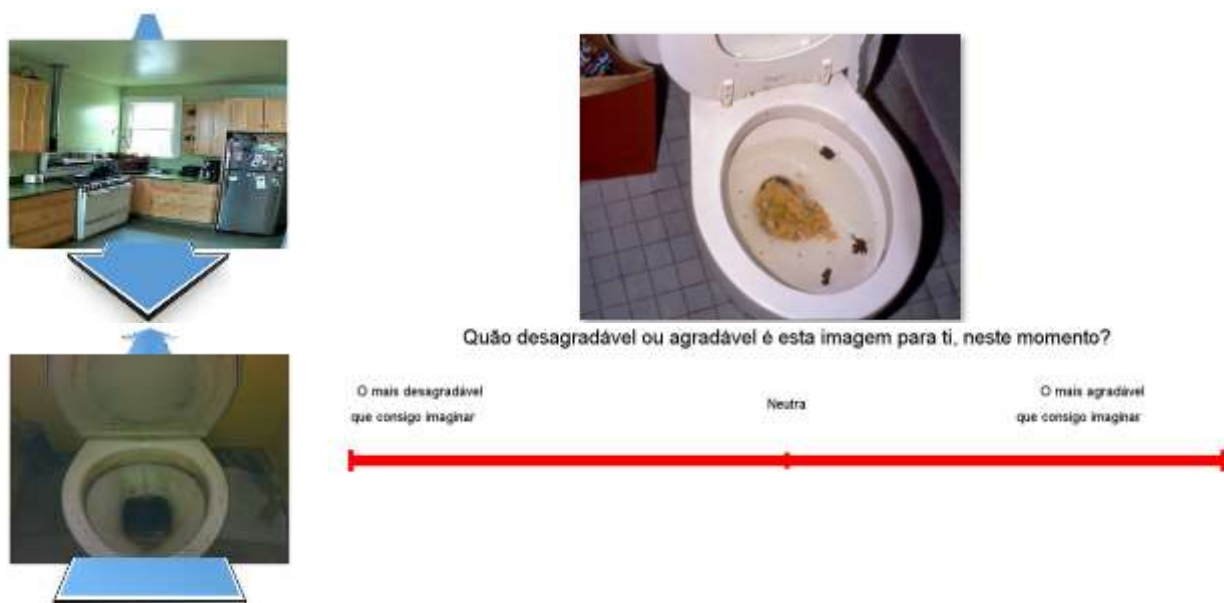 Quão desagradável ou agradável é esta imagem para ti, neste momento?
O mais desagradável
que consigo imaginar
Neutra
O mais agradável
que consigo imaginar